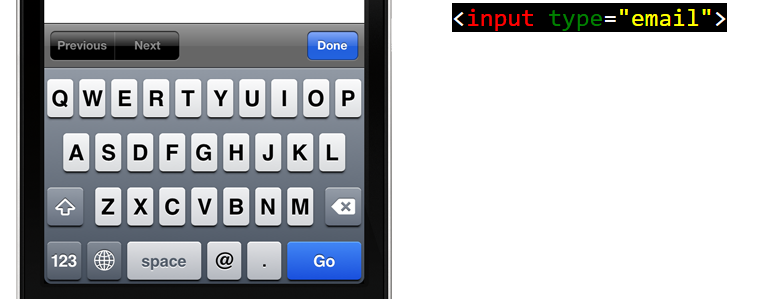 <input type="email">
Previous Next Done
Q W E R T Y U I O P
A S D F G H J K L
Z X C V B N M
123 space @ . Go